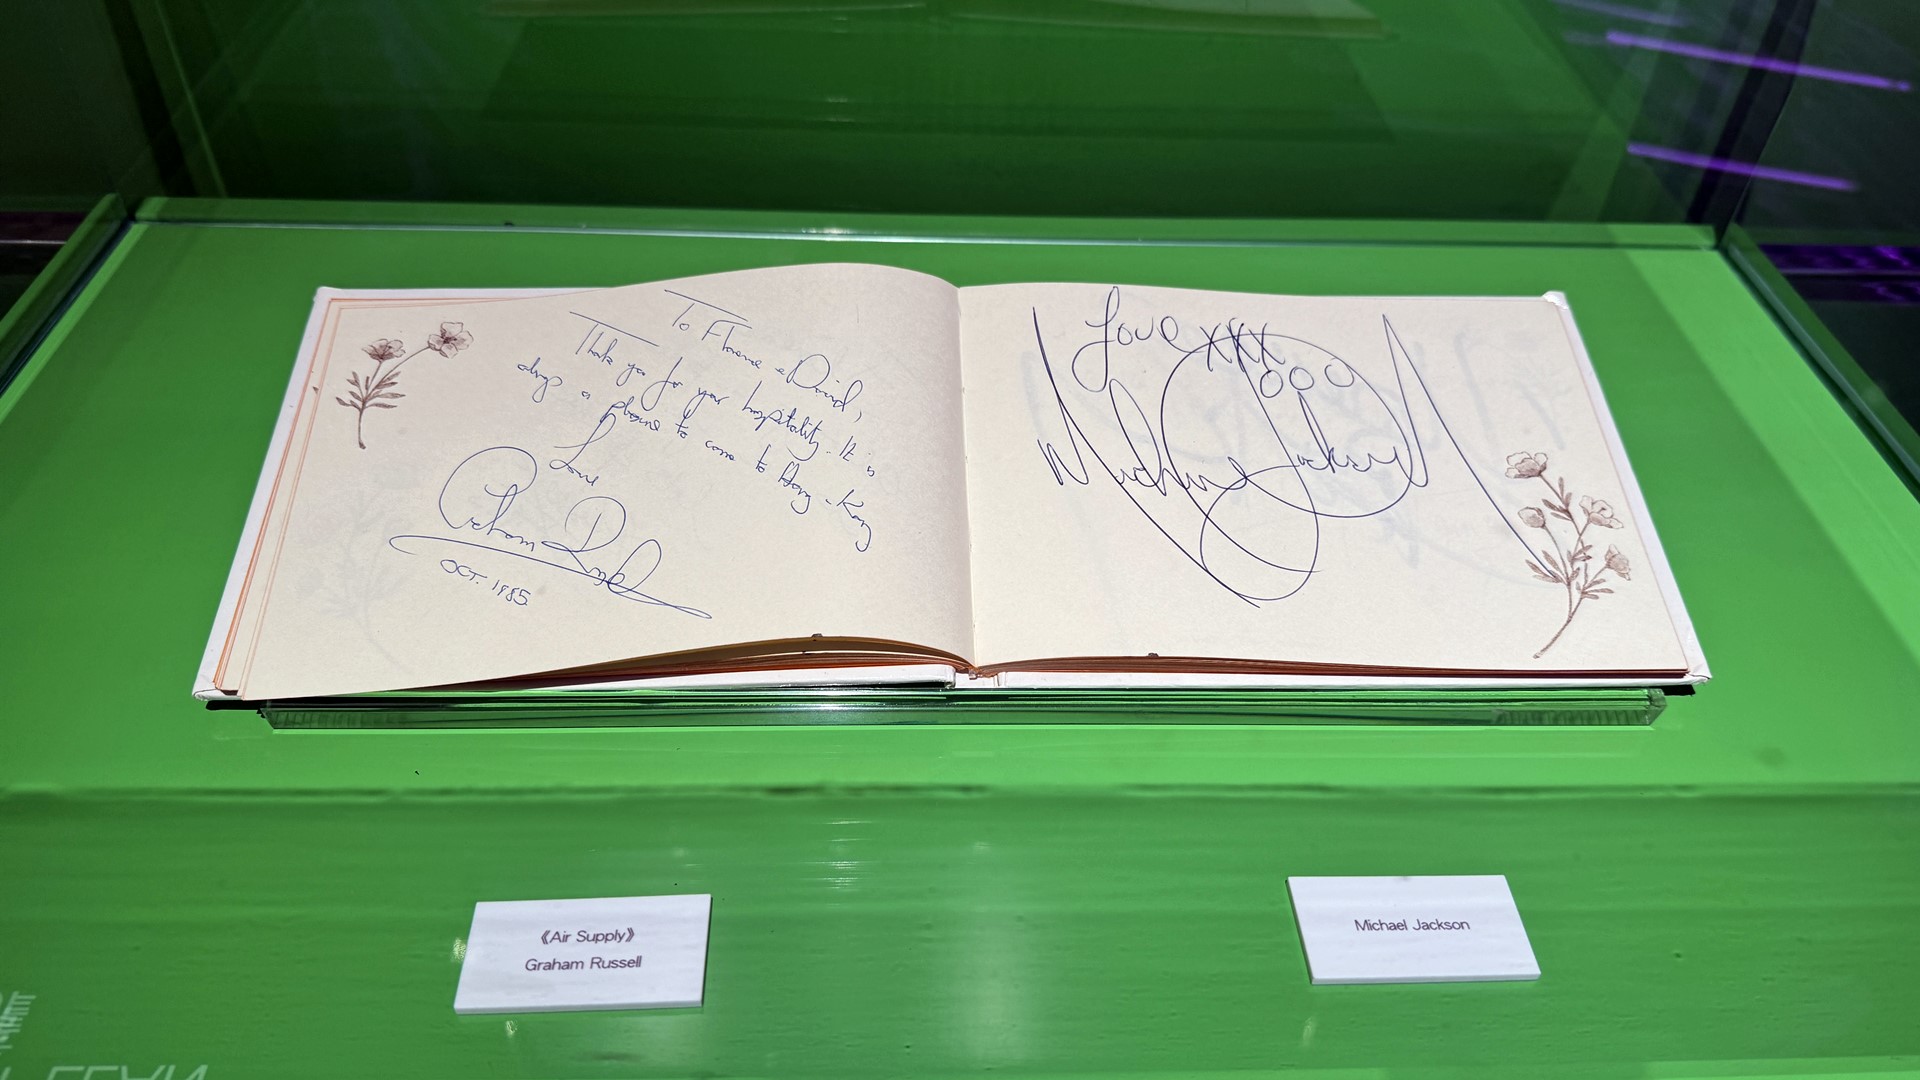 To Florence & David,
Thank you for your hospitality. It is
always a pleasure to come to Hong-Kong
Love
Graham Russell
OCT. 1985
Love xxx
ooo
Michael Jackson
《Air Supply》
Graham Russell
Michael Jackson